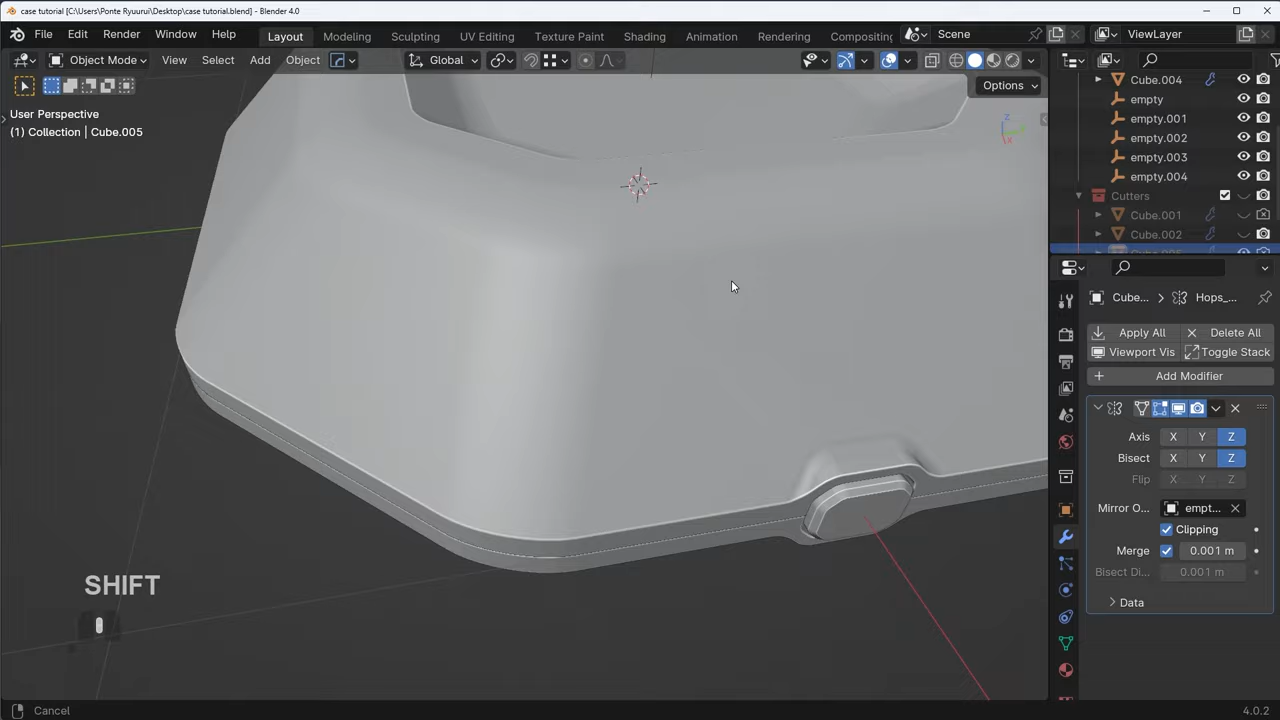 case tutorial [C:\Users\Ponte Ryuurui\Desktop\case tutorial.blend] - Blender 4.0
File Edit Render Window Help Layout Modeling Sculpting UV Editing Texture Paint Shading Animation Rendering Compositing Scene ViewLayer
Object Mode View Select Add Object Global
Options
User Perspective
(1) Collection | Cube.005
Z
X
Cube.004
empty
empty.001
empty.002
empty.003
empty.004
Cutters
Cube.001
Cube.002
Cube... Hops_...
Apply All Delete All
Viewport Vis Toggle Stack
Add Modifier
Axis X Y Z
Bisect X Y Z
Flip X Y Z
Mirror O... empt...
Clipping
Merge 0.001 m
Bisect Di... 0.001 m
Data
SHIFT
Cancel 4.0.2